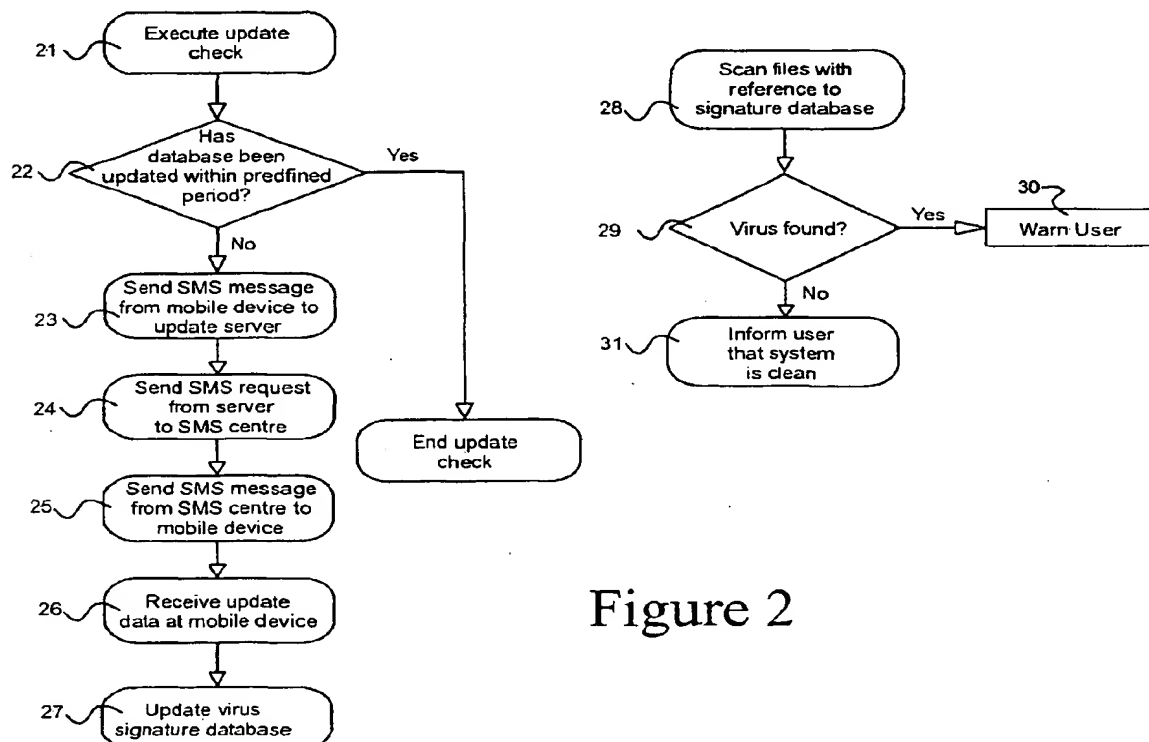 21
Execute update
check
22
Has
database been
updated within predfined
period?
Yes
No
23
Send SMS message
from mobile device to
update server
24
Send SMS request
from server
to SMS centre
25
Send SMS message
from SMS centre to
mobile device
26
Receive update
data at mobile device
27
Update virus
signature database
End update
check
28
Scan files with
reference to
signature database
29
Virus found?
Yes
30
Warn User
No
31
Inform user
that system
is clean
Figure 2